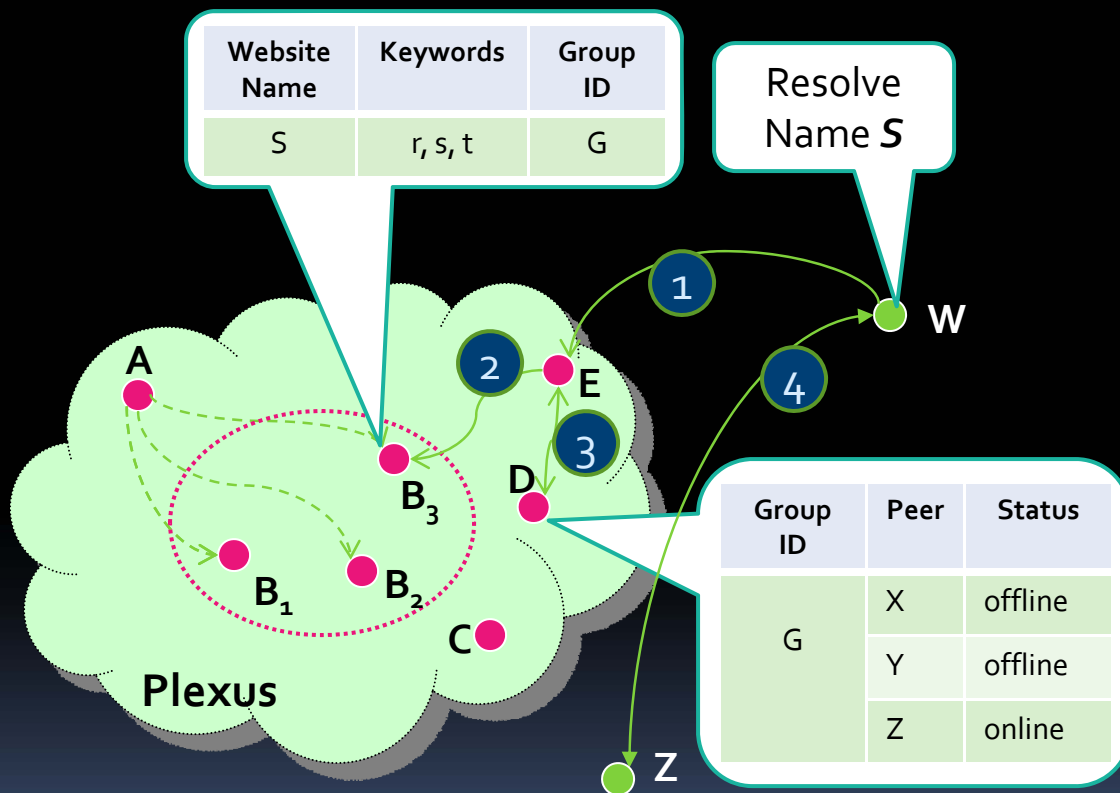 Website Name
Keywords
Group ID
S
r, s, t
G
Resolve
Name S
1
W
2
A
E
4
3
B3
D
B1
B2
C
Plexus
Group ID
Peer
Status
G
X
offline
Y
offline
Z
online
Z